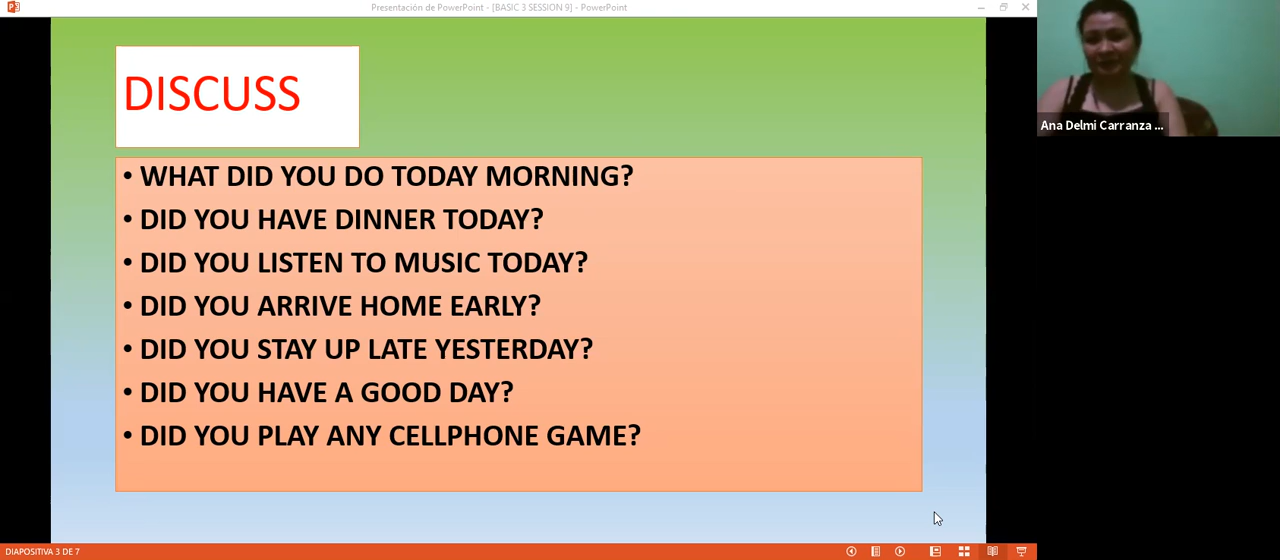 Presentación de PowerPoint - [BASIC 3 SESSION 9] - PowerPoint
DISCUSS
• WHAT DID YOU DO TODAY MORNING?
• DID YOU HAVE DINNER TODAY?
• DID YOU LISTEN TO MUSIC TODAY?
• DID YOU ARRIVE HOME EARLY?
• DID YOU STAY UP LATE YESTERDAY?
• DID YOU HAVE A GOOD DAY?
• DID YOU PLAY ANY CELLPHONE GAME?
Ana Delmi Carranza ...
DIAPOSITIVA 3 DE 7